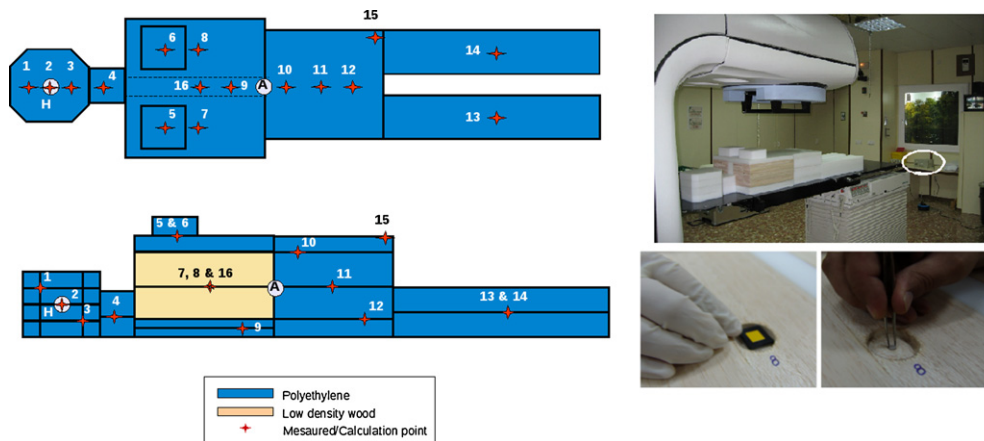 15
6
8
14
1
2
3
4
16
9
A
10
11
12
H
5
7
13
5 & 6
15
10
1
7, 8 & 16
11
2
A
13 & 14
H
3
4
12
9
Polyethylene
Low density wood
Mesaured/Calculation point
8
8